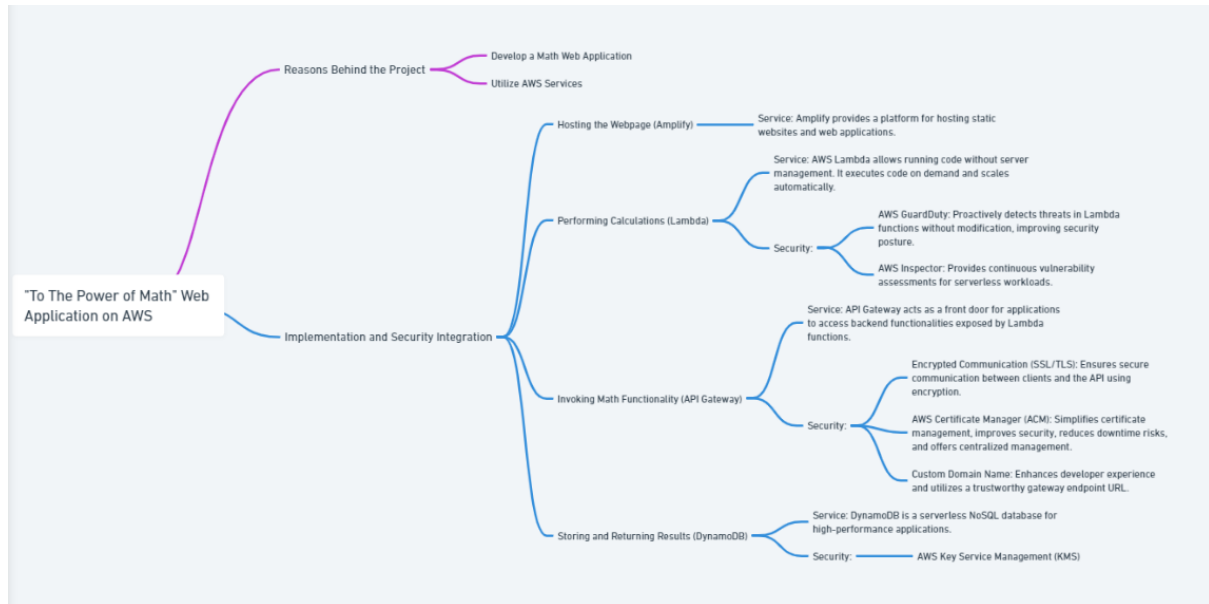 Develop a Math Web Application
Reasons Behind the Project
Utilize AWS Services
Hosting the Webpage (Amplify)
Service: Amplify provides a platform for hosting static
websites and web applications.
Service: AWS Lambda allows running code without server
management. It executes code on demand and scales
automatically.
Performing Calculations (Lambda)
AWS GuardDuty: Proactively detects threats in Lambda
functions without modification, improving security
posture.
Security:
AWS Inspector: Provides continuous vulnerability
assessments for serverless workloads.
"To The Power of Math" Web
Application on AWS
Implementation and Security Integration
Service: API Gateway acts as a front door for applications
to access backend functionalities exposed by Lambda
functions.
Invoking Math Functionality (API Gateway)
Encrypted Communication (SSL/TLS): Ensures secure
communication between clients and the API using
encryption.
Security:
AWS Certificate Manager (ACM): Simplifies certificate
management, improves security, reduces downtime risks,
and offers centralized management.
Custom Domain Name: Enhances developer experience
and utilizes a trustworthy gateway endpoint URL.
Service: DynamoDB is a serverless NoSQL database for
high-performance applications.
Storing and Returning Results (DynamoDB)
Security:
AWS Key Service Management (KMS)